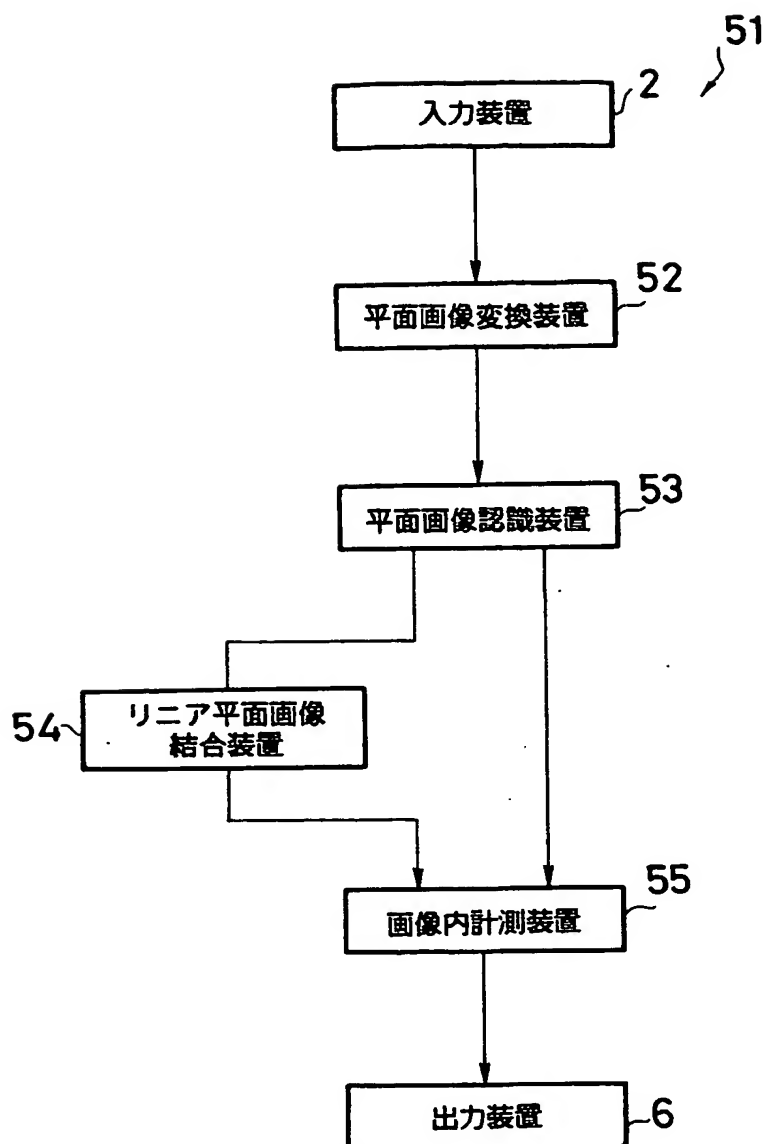 51
入力装置 2
平面画像変換装置 52
平面画像認識装置 53
54 リニア平面画像
結合装置
画像内計測装置 55
出力装置 6